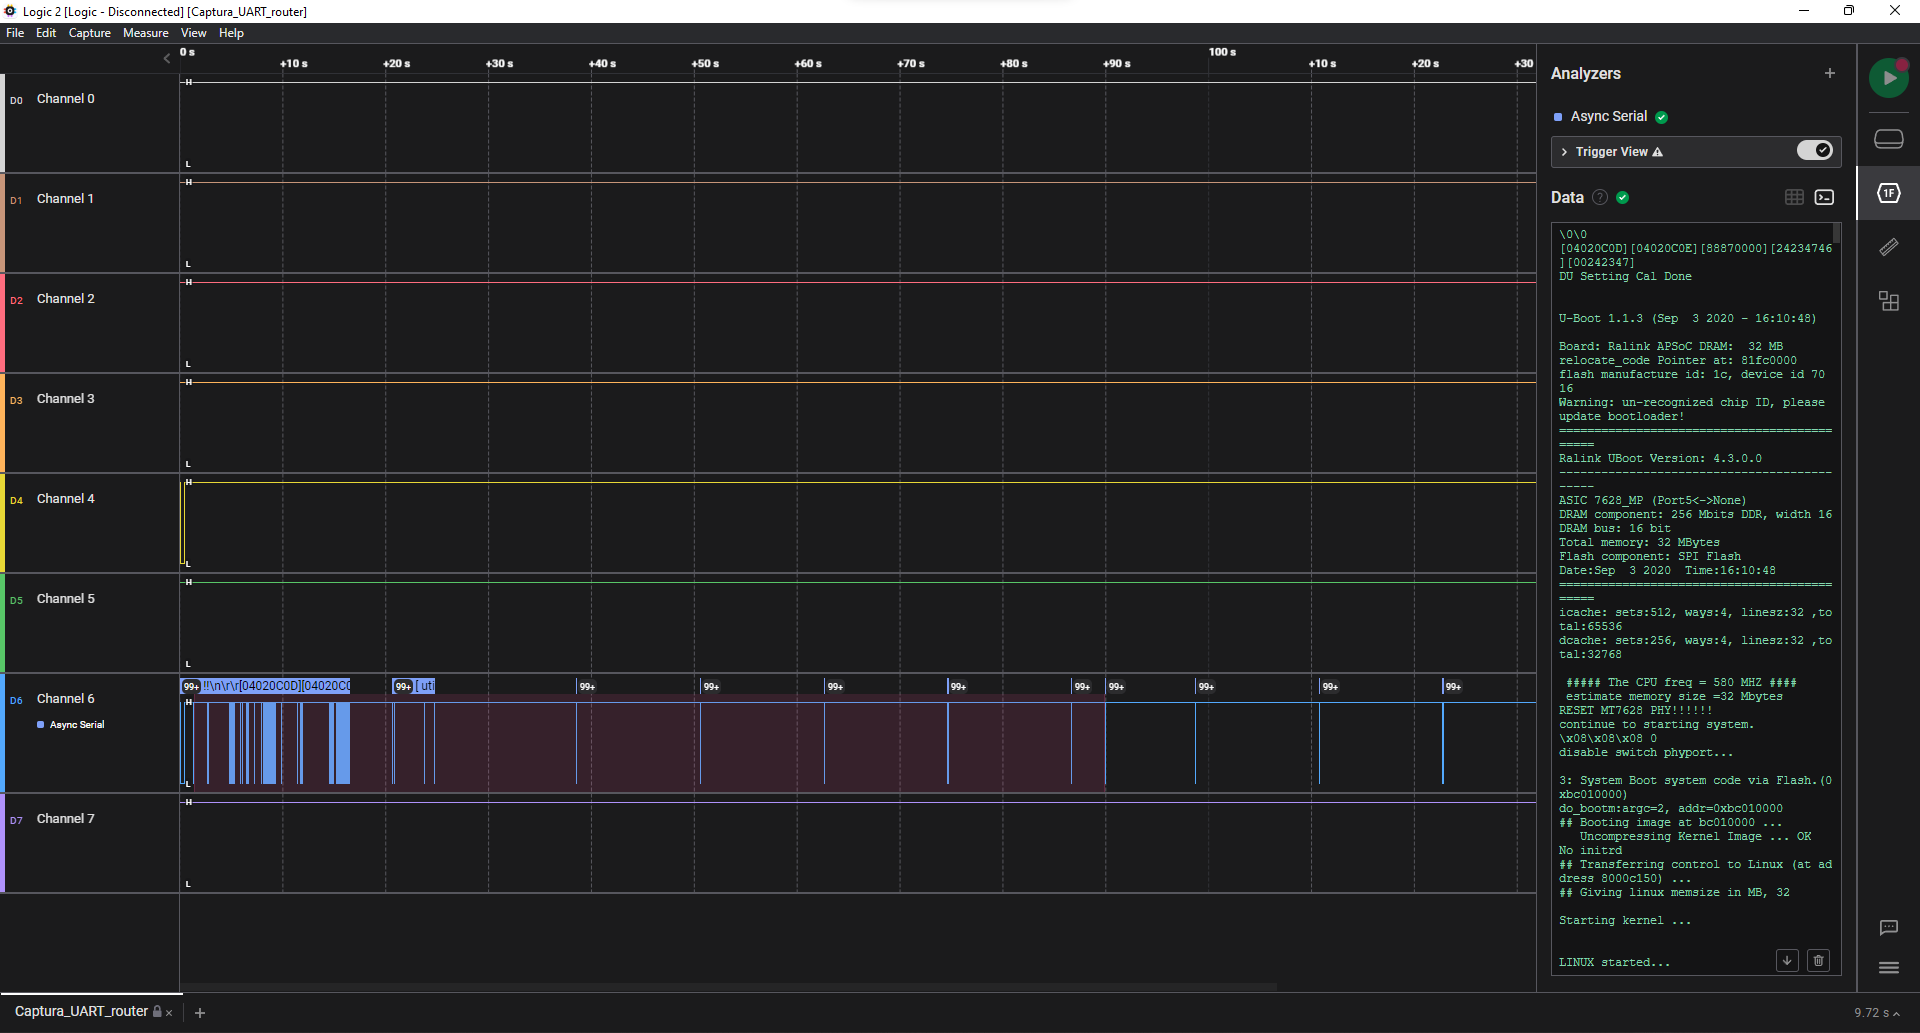 Logic 2 [Logic - Disconnected] [Captura_UART_router]
File Edit Capture Measure View Help
0 s 100 s
+10 s +20 s +30 s +40 s +50 s +60 s +70 s +80 s +90 s +10 s +20 s +30
D0 Channel 0
H
L
D1 Channel 1
H
L
D2 Channel 2
H
L
D3 Channel 3
H
L
D4 Channel 4
H
L
D5 Channel 5
H
L
D6 Channel 6
Async Serial
99+ !!\n\r\r[04020C0D][04020C0 99+ [ uti 99+ 99+ 99+ 99+ 99+ 99+ 99+ 99+ 99+
H
L
D7 Channel 7
H
L
Analyzers
Async Serial
Trigger View
Data
1F
\0\0
[04020C0D][04020C0E][88870000][24234746
][00242347]
DU Setting Cal Done
U-Boot 1.1.3 (Sep  3 2020 - 16:10:48)
Board: Ralink APSoC DRAM:  32 MB
relocate_code Pointer at: 81fc0000
flash manufacture id: 1c, device id 70
16
Warning: un-recognized chip ID, please
update bootloader!
=======================================
=====
Ralink UBoot Version: 4.3.0.0
---------------------------------------
-----
ASIC 7628_MP (Port5<->None)
DRAM component: 256 Mbits DDR, width 16
DRAM bus: 16 bit
Total memory: 32 MBytes
Flash component: SPI Flash
Date:Sep  3 2020  Time:16:10:48
=======================================
=====
icache: sets:512, ways:4, linesz:32 ,to
tal:65536
dcache: sets:256, ways:4, linesz:32 ,to
tal:32768
##### The CPU freq = 580 MHZ ####
estimate memory size =32 Mbytes
RESET MT7628 PHY!!!!!!
continue to starting system.
\x08\x08\x08 0
disable switch phyport...
3: System Boot system code via Flash.(0
xbc010000)
do_bootm:argc=2, addr=0xbc010000
## Booting image at bc010000 ...
Uncompressing Kernel Image ... OK
No initrd
## Transferring control to Linux (at ad
dress 8000c150) ...
## Giving linux memsize in MB, 32
Starting kernel ...
LINUX started...
Captura_UART_router
9.72 s